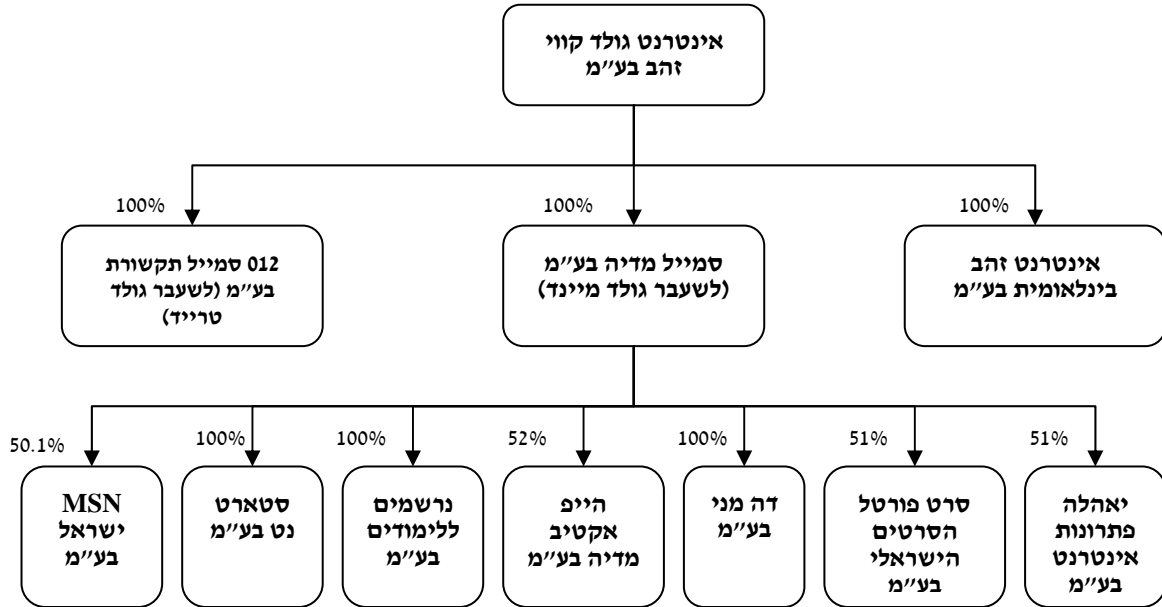 אינטרנט גולד קווי
זהב בע״מ
100%
100%
100%
אינטרנט זהב
בינלאומית בע״מ
סמייל מדיה בע״מ
(לשעבר גולד מיינד)
012 סמייל תקשורת
בע״מ (לשעבר גולד
טרייד)
51%
51%
100%
52%
100%
100%
50.1%
יאהלה
פתרונות
אינטרנט
בע״מ
סרט פורטל
הסרטים
הישראלי
בע״מ
דה מני
בע״מ
הייפ
אקטיב
מדיה בע״מ
נרשמים
ללימודים
בע״מ
סטארט
נט בע״מ
MSN
ישראל
בע״מ